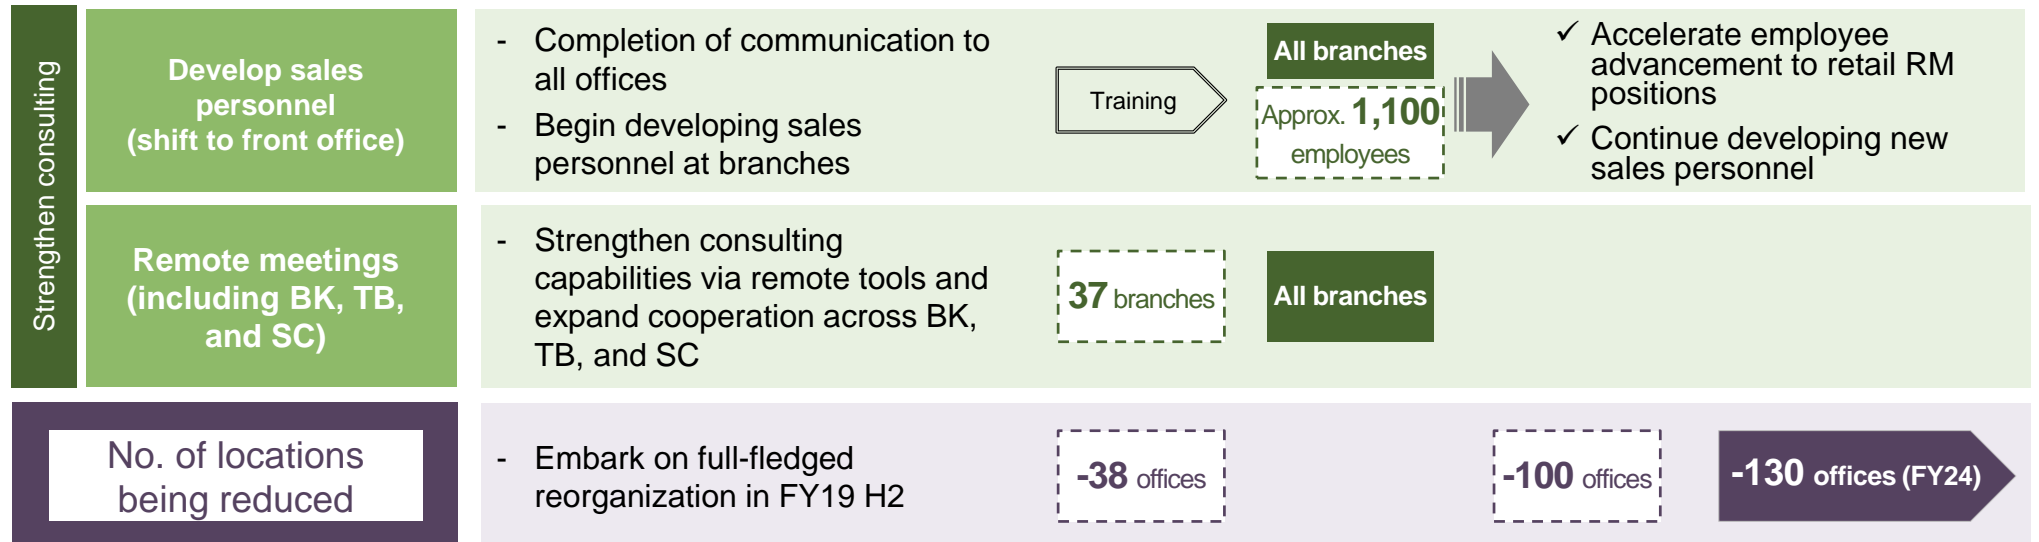 Strengthen consulting
Develop sales
personnel
(shift to front office)
- Completion of communication to
all offices
- Begin developing sales
personnel at branches
Training
All branches
Approx. 1,100
employees
✓ Accelerate employee
advancement to retail RM
positions
✓ Continue developing new
sales personnel
Remote meetings
(including BK, TB,
and SC)
- Strengthen consulting
capabilities via remote tools and
expand cooperation across BK,
TB, and SC
37 branches
All branches
No. of locations
being reduced
- Embark on full-fledged
reorganization in FY19 H2
-38 offices
-100 offices
-130 offices (FY24)